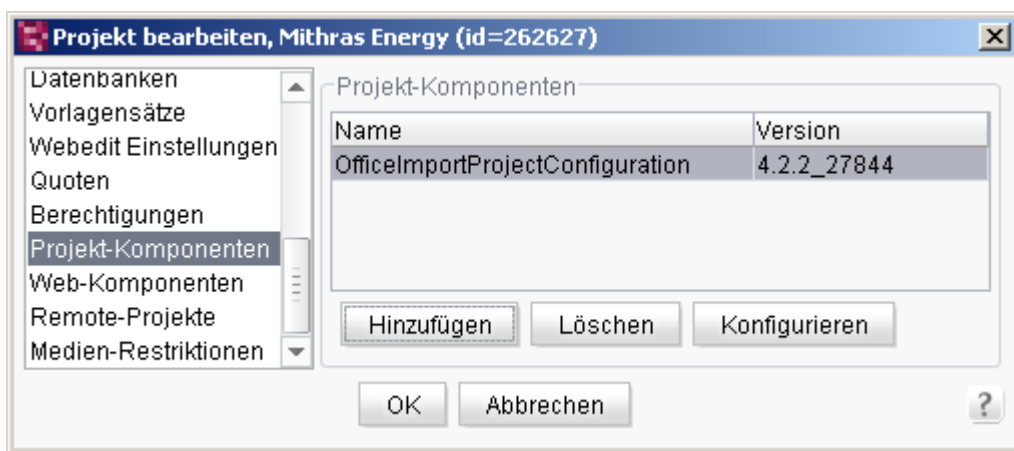 Projekt bearbeiten, Mithras Energy (id=262627)
Datenbanken
Vorlagensätze
Webedit Einstellungen
Quoten
Berechtigungen
Projekt-Komponenten
Web-Komponenten
Remote-Projekte
Medien-Restriktionen
Projekt-Komponenten
Name Version
OfficeImportProjectConfiguration 4.2.2_27844
Hinzufügen Löschen Konfigurieren
OK Abbrechen ?